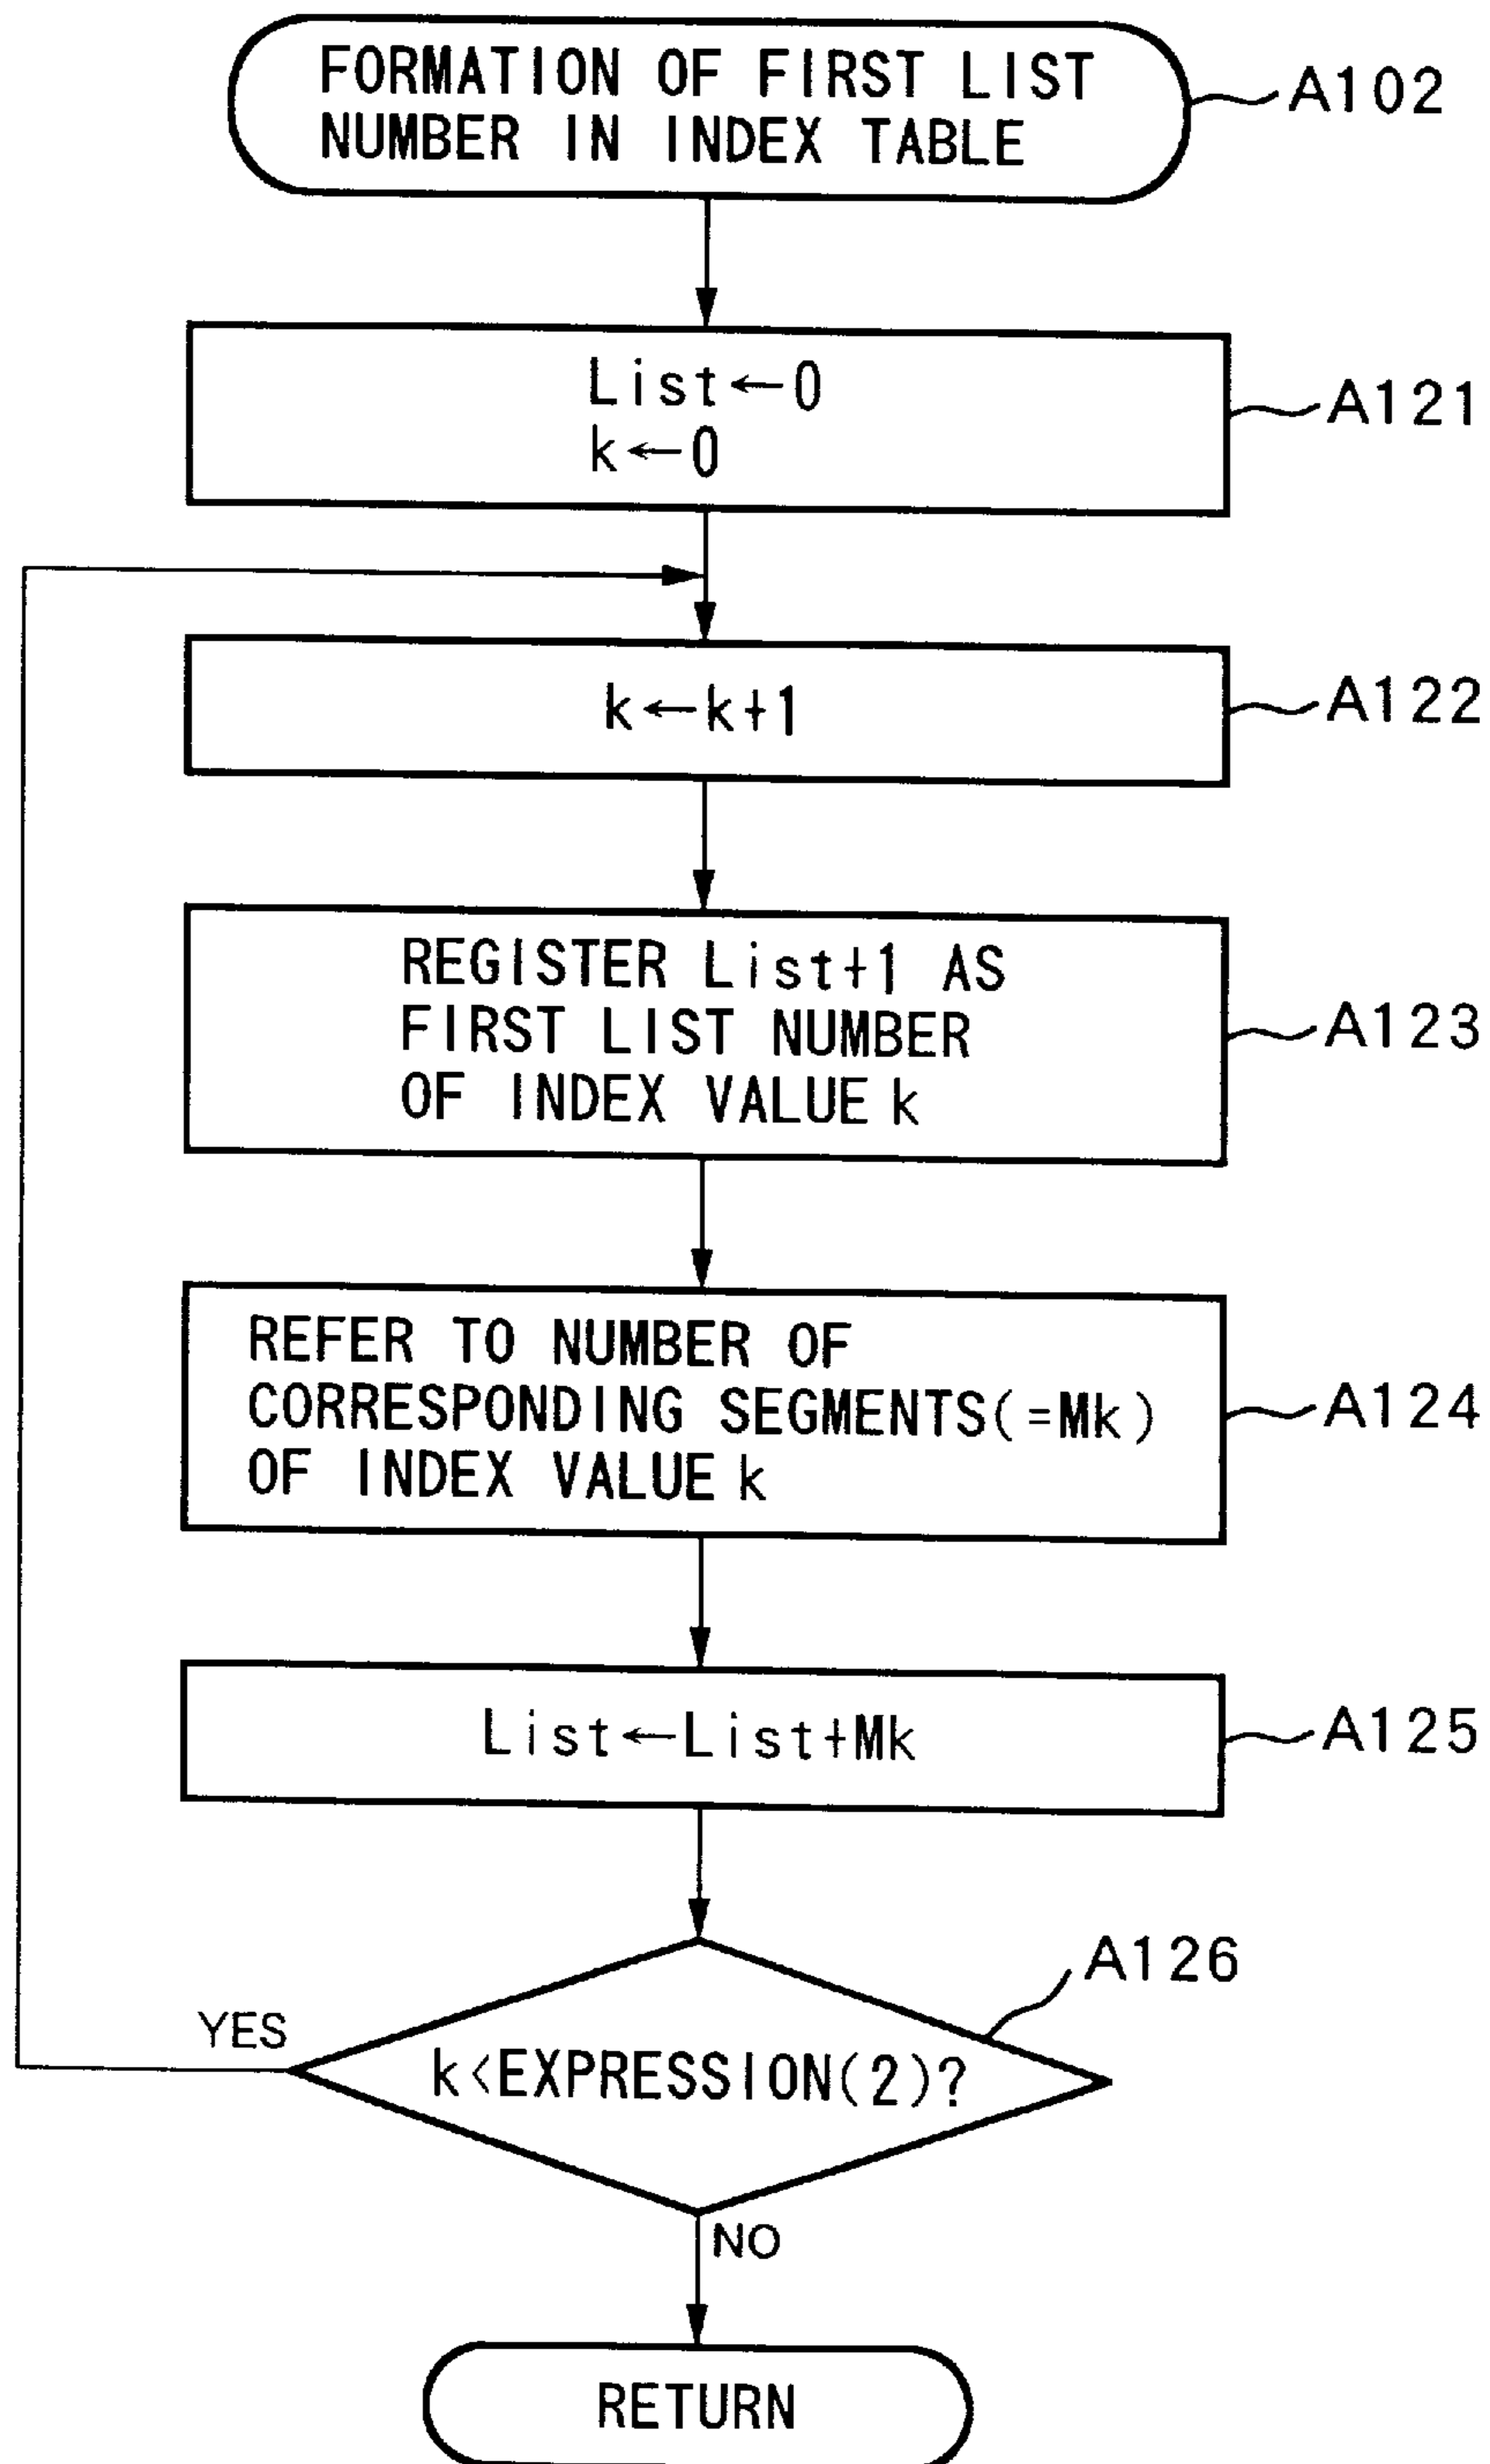 FORMATION OF FIRST LIST
NUMBER IN INDEX TABLE
A102
List←0
k←0
A121
k←k+1
A122
REGISTER List+1 AS
FIRST LIST NUMBER
OF INDEX VALUE k
A123
REFER TO NUMBER OF
CORRESPONDING SEGMENTS(=Mk)
OF INDEX VALUE k
A124
List←List+Mk
A125
A126
YES
k<EXPRESSION(2)?
NO
RETURN